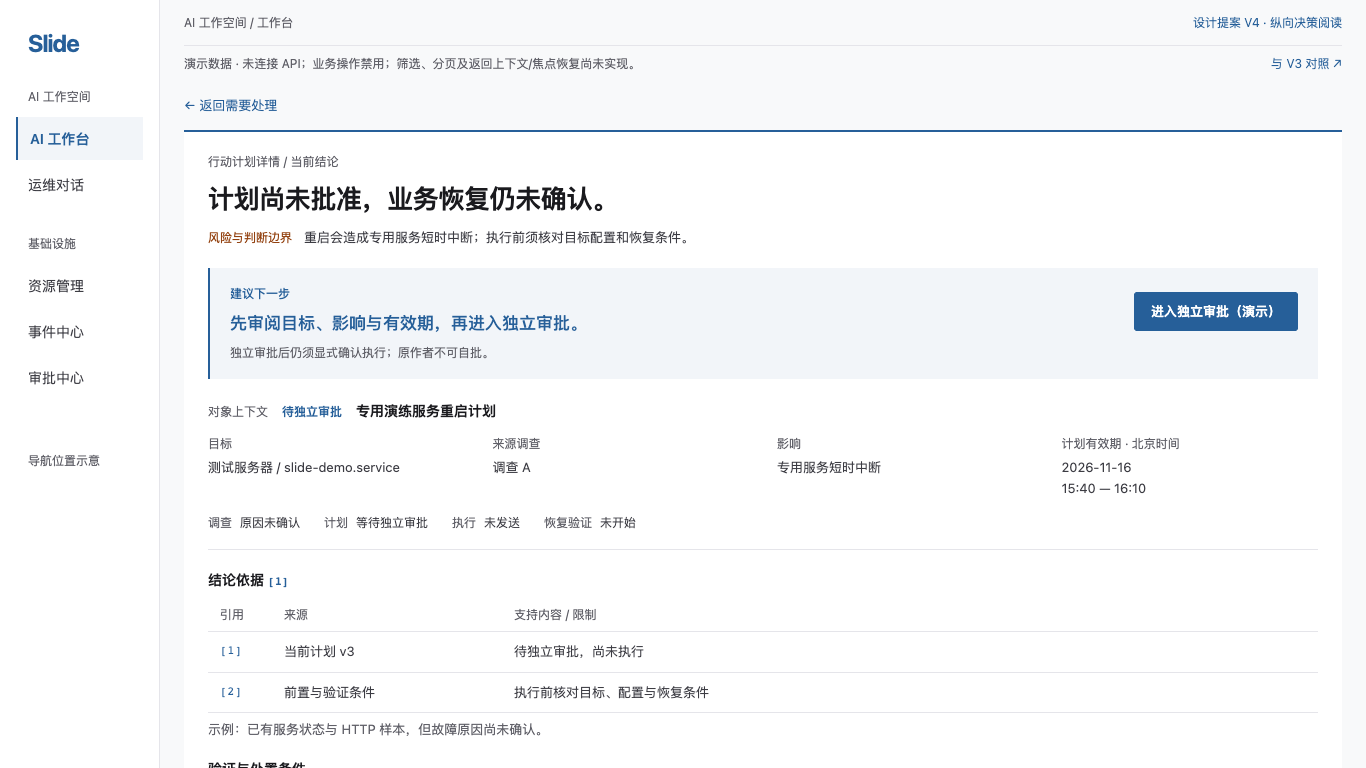 Slide
AI 工作空间
AI 工作台
运维对话
基础设施
资源管理
事件中心
审批中心
导航位置示意
AI 工作空间 / 工作台
设计提案 V4 · 纵向决策阅读
演示数据 · 未连接 API；业务操作禁用；筛选、分页及返回上下文/焦点恢复尚未实现。
与 V3 对照 ↗
← 返回需要处理
行动计划详情 / 当前结论
计划尚未批准，业务恢复仍未确认。
风险与判断边界 重启会造成专用服务短时中断；执行前须核对目标配置和恢复条件。
建议下一步
先审阅目标、影响与有效期，再进入独立审批。
独立审批后仍须显式确认执行；原作者不可自批。
进入独立审批（演示）
对象上下文 待独立审批 专用演练服务重启计划
目标 来源调查 影响 计划有效期 · 北京时间
测试服务器 / slide-demo.service 调查 A 专用服务短时中断 2026-11-16
15:40 — 16:10
调查 原因未确认 计划 等待独立审批 执行 未发送 恢复验证 未开始
结论依据 [1]
引用 来源 支持内容 / 限制
[1] 当前计划 v3 待独立审批，尚未执行
[2] 前置与验证条件 执行前核对目标、配置与恢复条件
示例：已有服务状态与 HTTP 样本，但故障原因尚未确认。
验证与处置条件